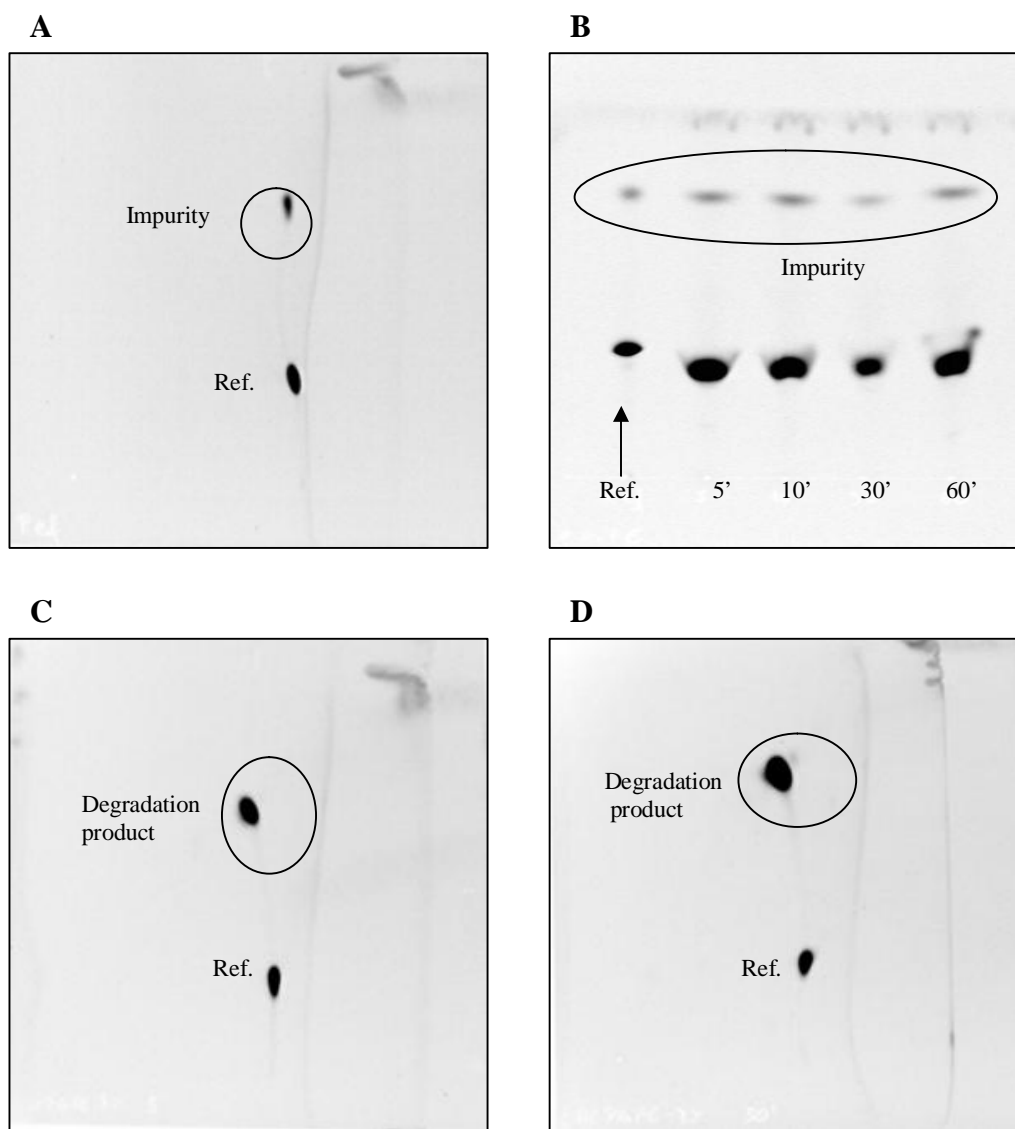 A
Impurity
Ref.
B
Impurity
Ref.
5’
10’
30’
60’
C
Degradation
product
Ref.
D
Degradation
product
Ref.